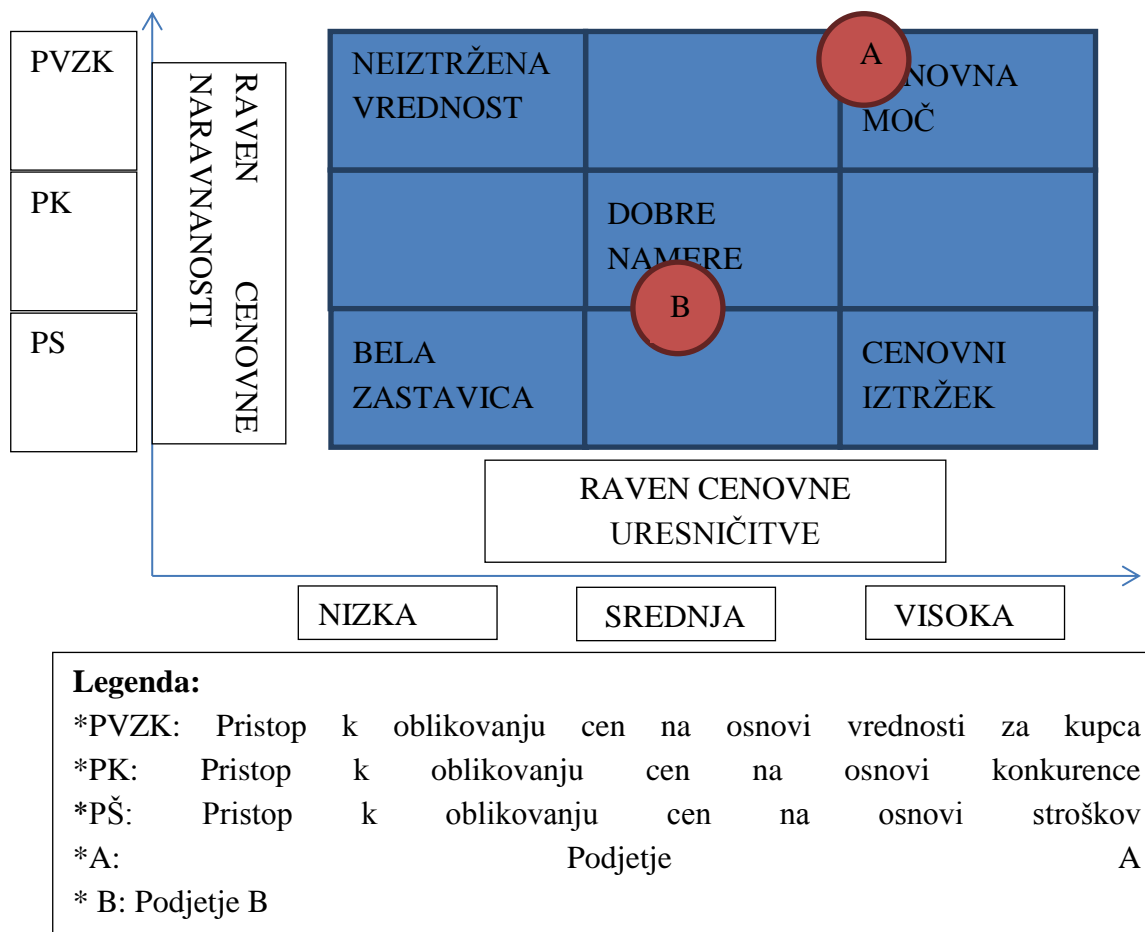 PVZK
PK
PS
RAVEN CENOVNE
NARAVNANOSTI
NEIZTRŽENA
VREDNOST
A
NOVNA
MOČ
DOBRE
NAMERE
B
BELA
ZASTAVICA
CENOVNI
IZTRŽEK
RAVEN CENOVNE
URESNIČITVE
NIZKA
SREDNJA
VISOKA
Legenda:
*PVZK: Pristop k oblikovanju cen na osnovi vrednosti za kupca
*PK: Pristop k oblikovanju cen na osnovi konkurence
*PŠ: Pristop k oblikovanju cen na osnovi stroškov
*A: Podjetje A
* B: Podjetje B